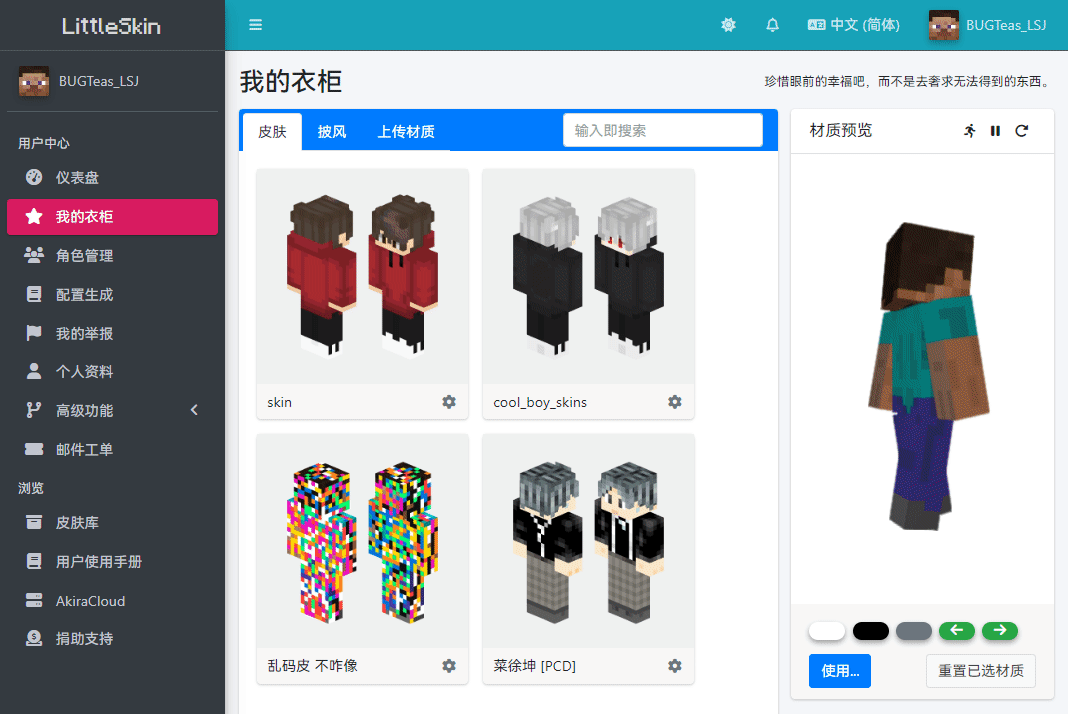 LittleSkin
中文 (简体)
BUGTeas_LSJ
BUGTeas_LSJ
用户中心
仪表盘
我的衣柜
角色管理
配置生成
我的举报
个人资料
高级功能
邮件工单
浏览
皮肤库
用户使用手册
AkiraCloud
捐助支持
我的衣柜
珍惜眼前的幸福吧，而不是去奢求无法得到的东西。
皮肤 披风 上传材质
输入即搜索
skin
cool_boy_skins
乱码皮 不咋像
菜徐坤 [PCD]
材质预览
使用...
重置已选材质